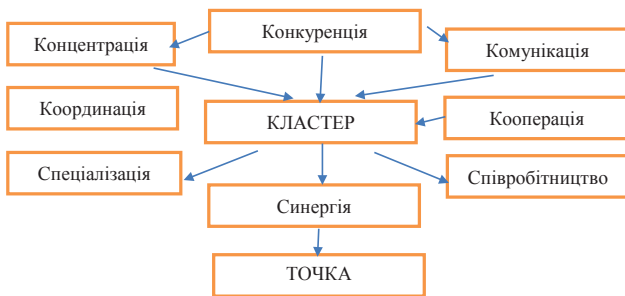 Концентрація
Конкуренція
Комунікація
Координація
КЛАСТЕР
Кооперація
Спеціалізація
Синергія
Співробітництво
ТОЧКА